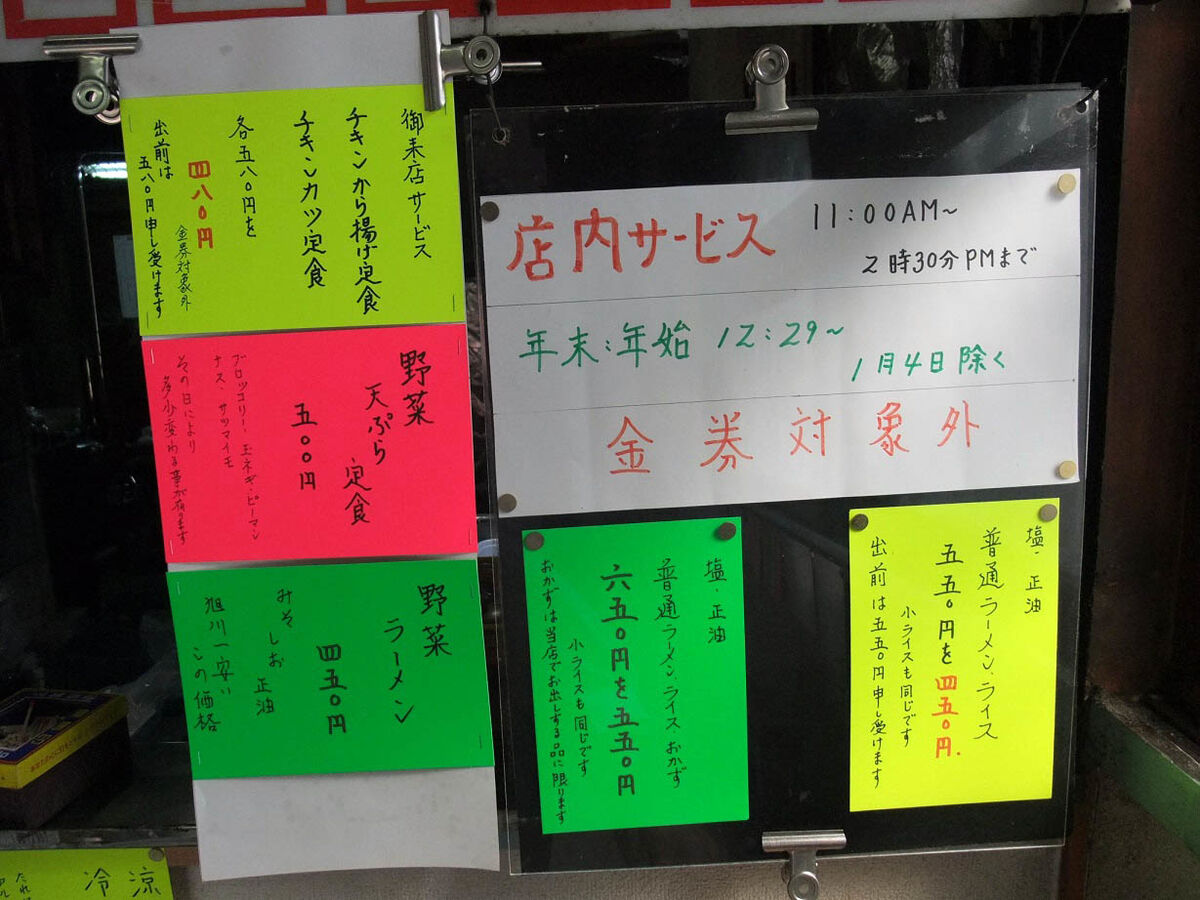 御来店サービス
チキンから揚げ定食
チキンカツ定食
各五八〇円を
四八〇円
金券対象外
出前は
五八〇円申し受けます
野菜
天ぷら
定食
五〇〇円
ブロッコリー、玉ネギ・ピーマン
ナス、サツマイモ
その日により
多少変わる事が有ります
野菜
ラーメン
四五〇円
みそ しお 正油
旭川一安い
この価格
店内サービス 11:00AM~
2時30分PMまで
年末:年始 12:29~
1月4日除く
金券対象外
塩・正油
普通ラーメン、ライス おかず
六五〇円を五五〇円
小ライスも同じです
おかずは当店でお出しする品に限ります
塩・正油
普通ラーメン、ライス
五五〇円を四五〇円.
小ライスも同じです
出前は五五〇円申し受けます
冷涼